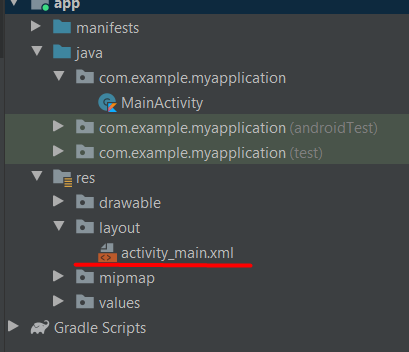 app
manifests
java
com.example.myapplication
MainActivity
com.example.myapplication (androidTest)
com.example.myapplication (test)
res
drawable
layout
activity_main.xml
mipmap
values
Gradle Scripts